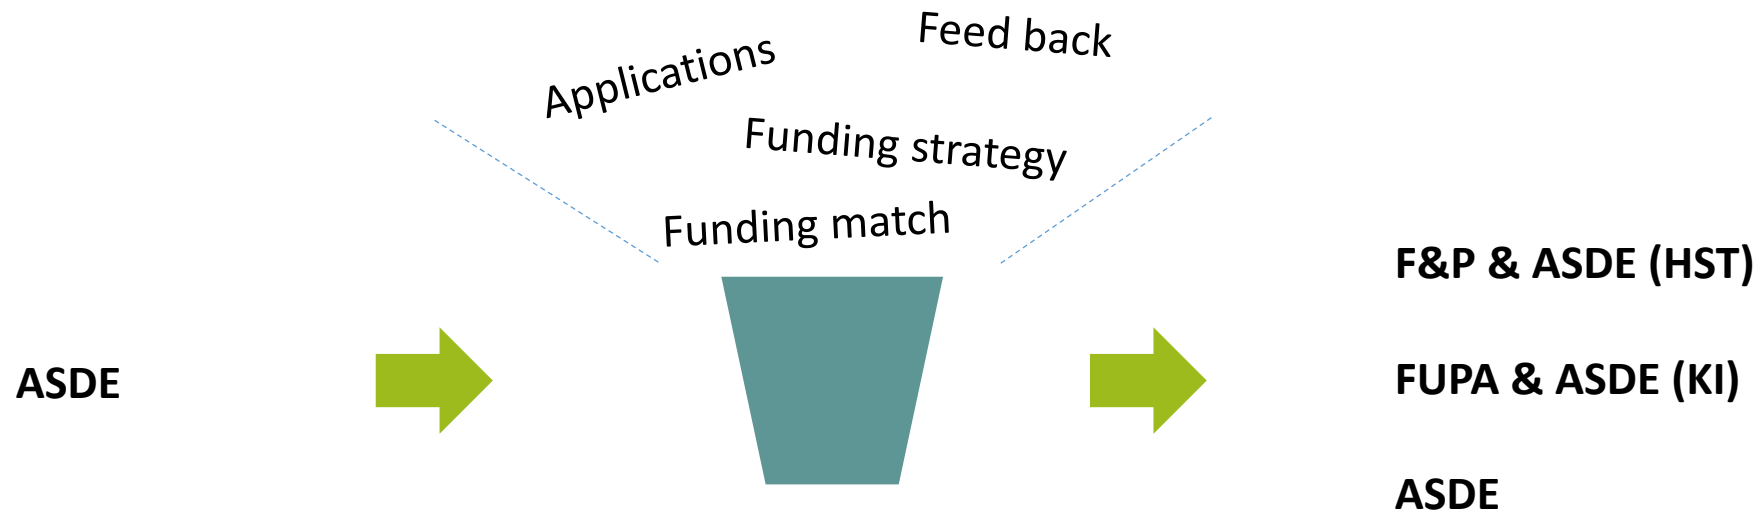 Feed back
Applications
Funding strategy
Funding match
ASDE
F&P & ASDE (HST)
FUPA & ASDE (KI)
ASDE